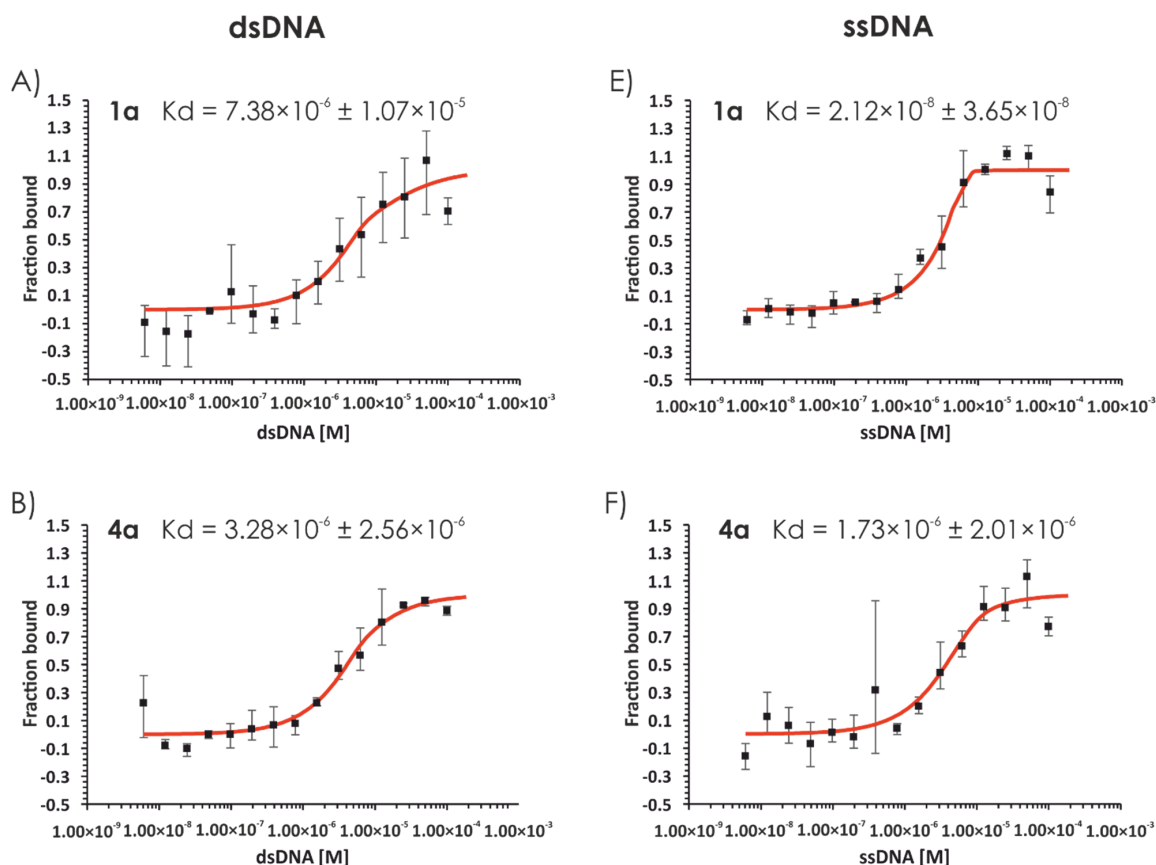 dsDNA
ssDNA
A)
1a Kd = 7.38×10⁻⁶ ± 1.07×10⁻⁵
1.5
1.3
1.1
0.9
0.7
0.5
0.3
0.1
-0.1
-0.3
-0.5
Fraction bound
1.00×10⁻⁹ 1.00×10⁻⁸ 1.00×10⁻⁷ 1.00×10⁻⁶ 1.00×10⁻⁵ 1.00×10⁻⁴ 1.00×10⁻³
dsDNA [M]
E)
1a Kd = 2.12×10⁻⁸ ± 3.65×10⁻⁸
1.5
1.3
1.1
0.9
0.7
0.5
0.3
0.1
-0.1
-0.3
-0.5
Fraction bound
1.00×10⁻⁹ 1.00×10⁻⁸ 1.00×10⁻⁷ 1.00×10⁻⁶ 1.00×10⁻⁵ 1.00×10⁻⁴ 1.00×10⁻³
ssDNA [M]
B)
4a Kd = 3.28×10⁻⁶ ± 2.56×10⁻⁶
1.5
1.3
1.1
0.9
0.7
0.5
0.3
0.1
-0.1
-0.3
-0.5
Fraction bound
1.00×10⁻⁹ 1.00×10⁻⁸ 1.00×10⁻⁷ 1.00×10⁻⁶ 1.00×10⁻⁵ 1.00×10⁻⁴ 1.00×10⁻³
dsDNA [M]
F)
4a Kd = 1.73×10⁻⁶ ± 2.01×10⁻⁶
1.5
1.3
1.1
0.9
0.7
0.5
0.3
0.1
-0.1
-0.3
-0.5
Fraction bound
1.00×10⁻⁹ 1.00×10⁻⁸ 1.00×10⁻⁷ 1.00×10⁻⁶ 1.00×10⁻⁵ 1.00×10⁻⁴ 1.00×10⁻³
ssDNA [M]